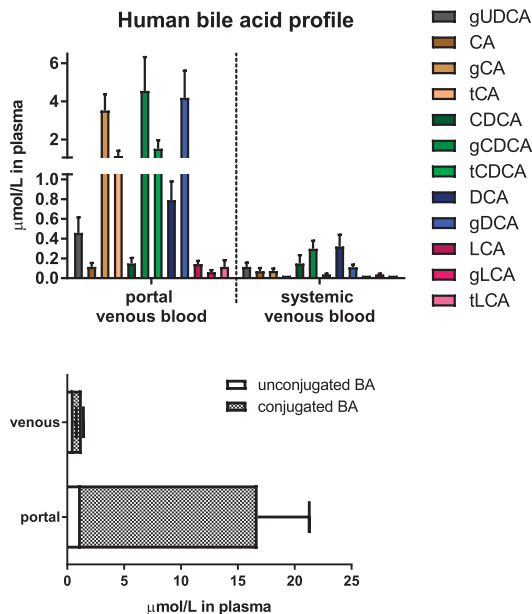 Human bile acid profile
μmol/L in plasma
6
4
2
1.0
0.8
0.6
0.4
0.2
0.0
portal
venous blood
systemic
venous blood
gUDCA
CA
gCA
tCA
CDCA
gCDCA
tCDCA
DCA
gDCA
LCA
gLCA
tLCA
unconjugated BA
conjugated BA
venous
portal
0 5 10 15 20 25
μmol/L in plasma